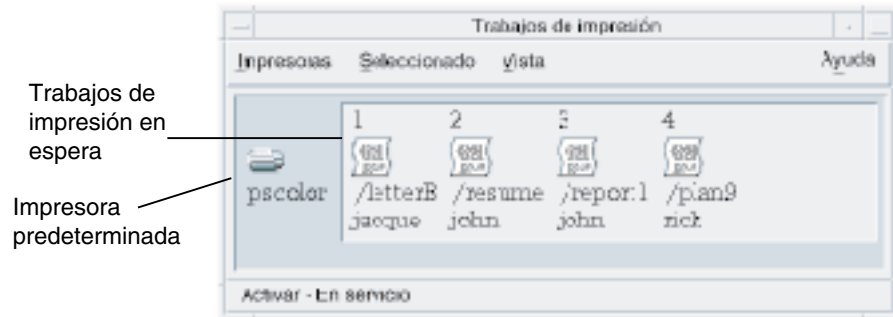 Trabajos de impresión
Impresoras Seleccionado Vista Ayuda
Trabajos de
impresión en
espera
Impresora
predeterminada
1 2 3 4
pscolor /letterB /resume /report1 /plan9
jacque john john rick
Activar - En servicio